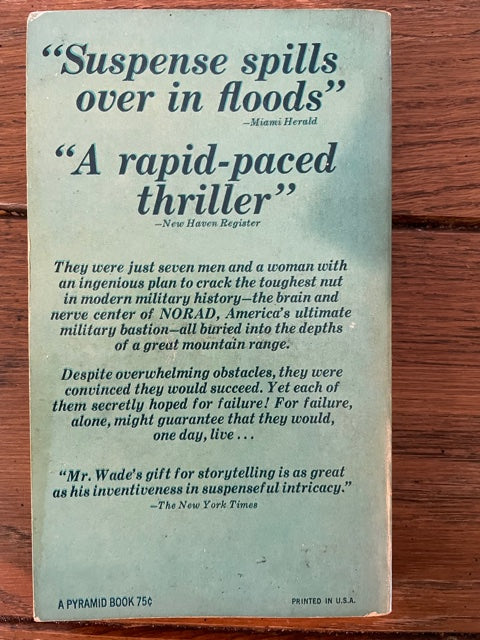 “Suspense spills
over in floods”
—Miami Herald
“A rapid-paced
thriller”
—New Haven Register
They were just seven men and a woman with
an ingenious plan to crack the toughest nut
in modern military history—the brain and
nerve center of NORAD, America's ultimate
military bastion—all buried into the depths
of a great mountain range.
Despite overwhelming obstacles, they were
convinced they would succeed. Yet each of
them secretly hoped for failure! For failure,
alone, might guarantee that they would,
one day, live . . .
“Mr. Wade's gift for storytelling is as great
as his inventiveness in suspenseful intricacy.”
—The New York Times
A PYRAMID BOOK 75¢
PRINTED IN U.S.A.